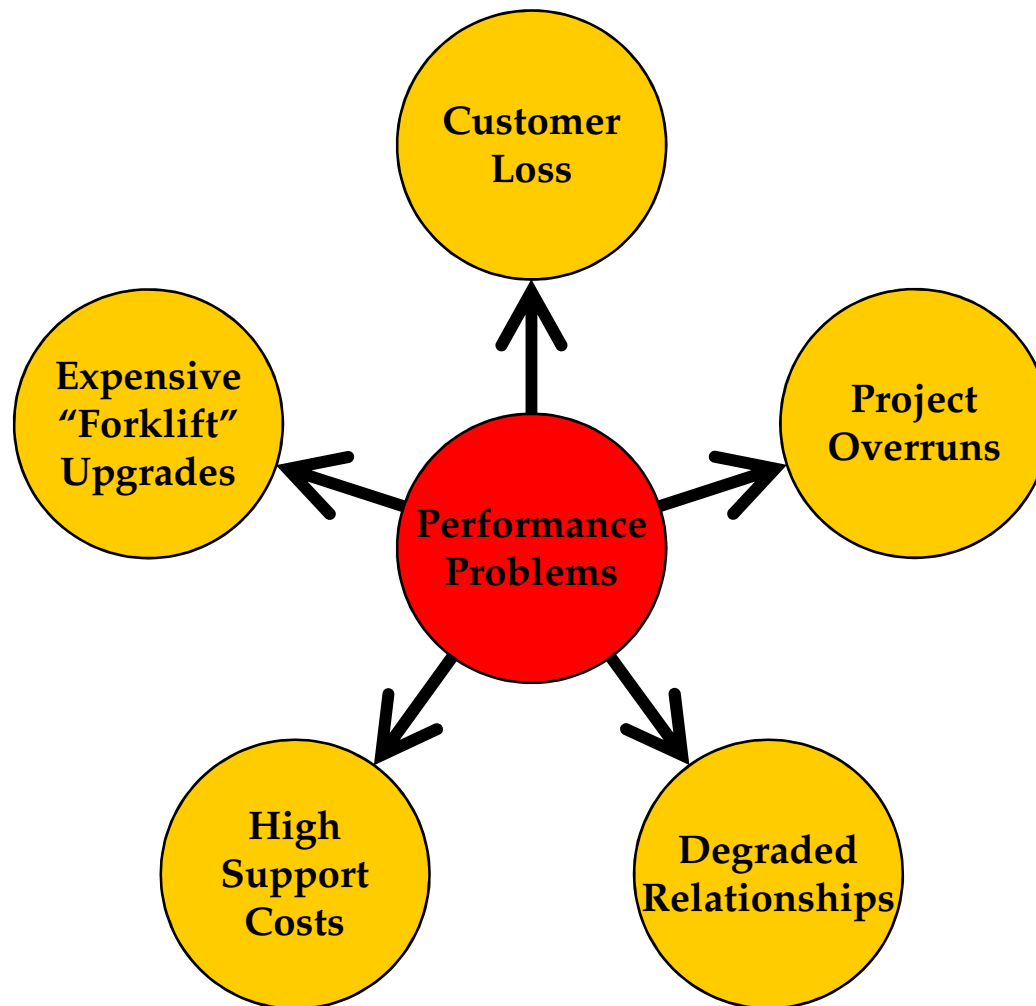 Customer
Loss
Expensive
“Forklift”
Upgrades
Project
Overruns
Performance
Problems
High
Support
Costs
Degraded
Relationships